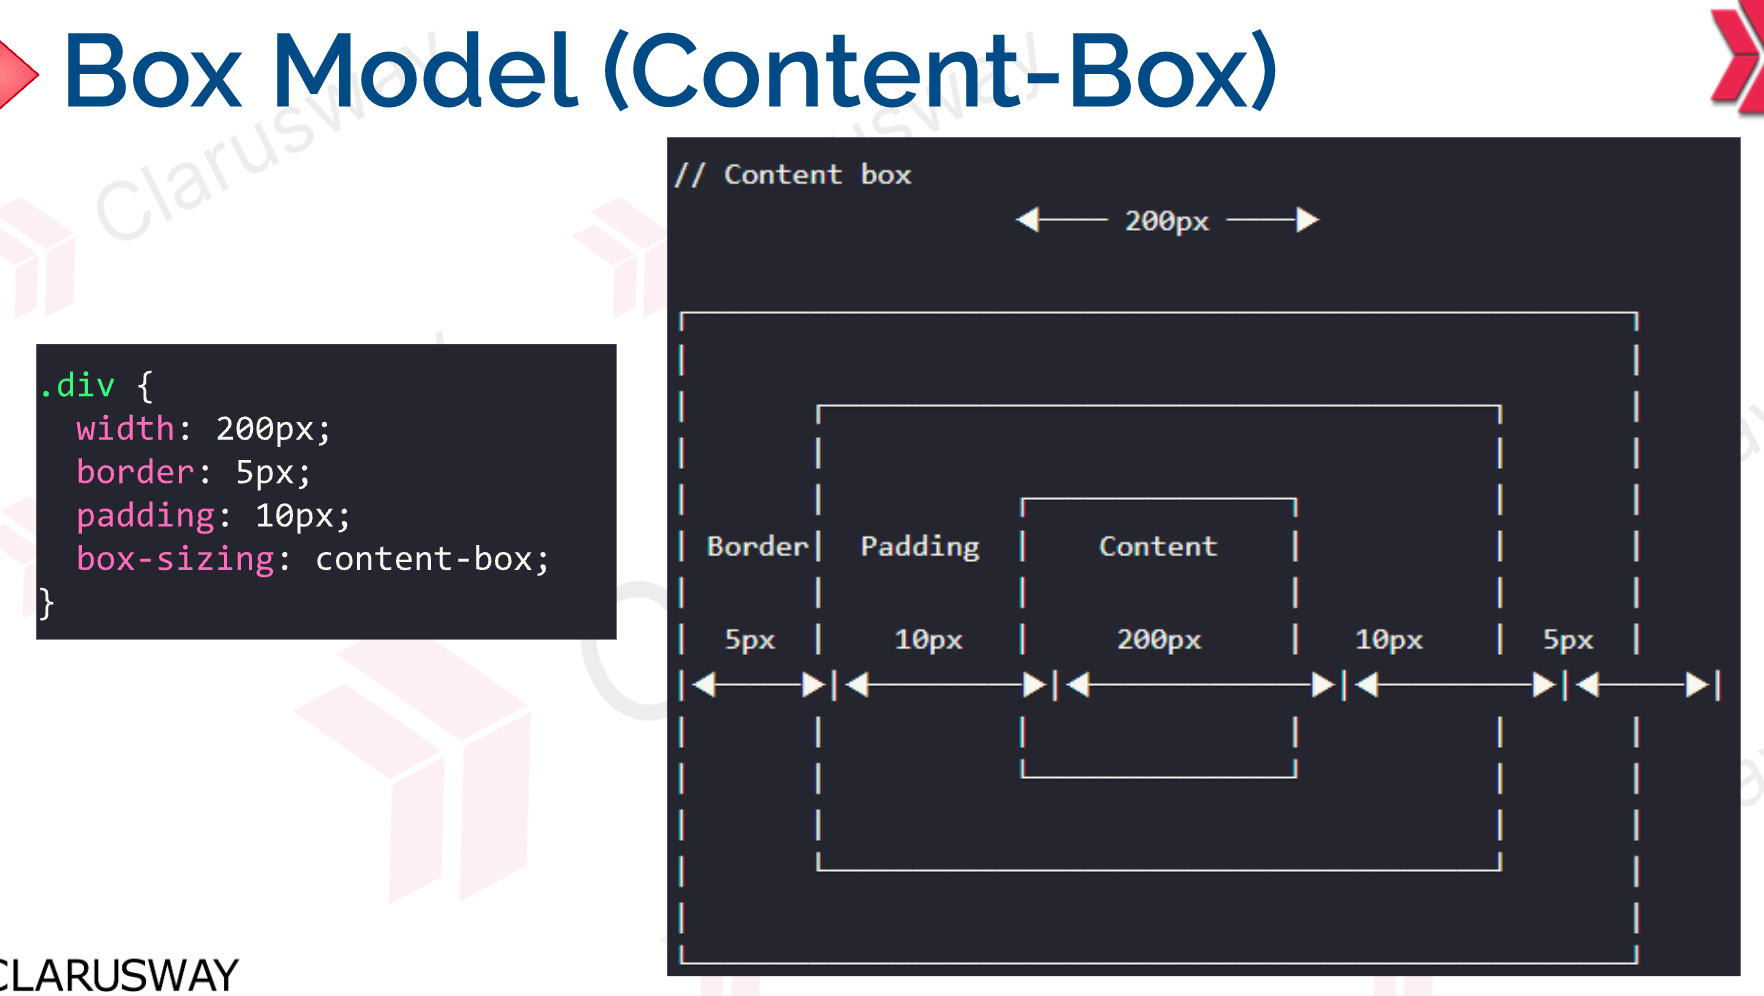 Box Model (Content-Box)
// Content box
200px
.div {
width: 200px;
border: 5px;
padding: 10px;
box-sizing: content-box;
}
Border
Padding
Content
5px
10px
200px
10px
5px
Clarusway
CLARUSWAY